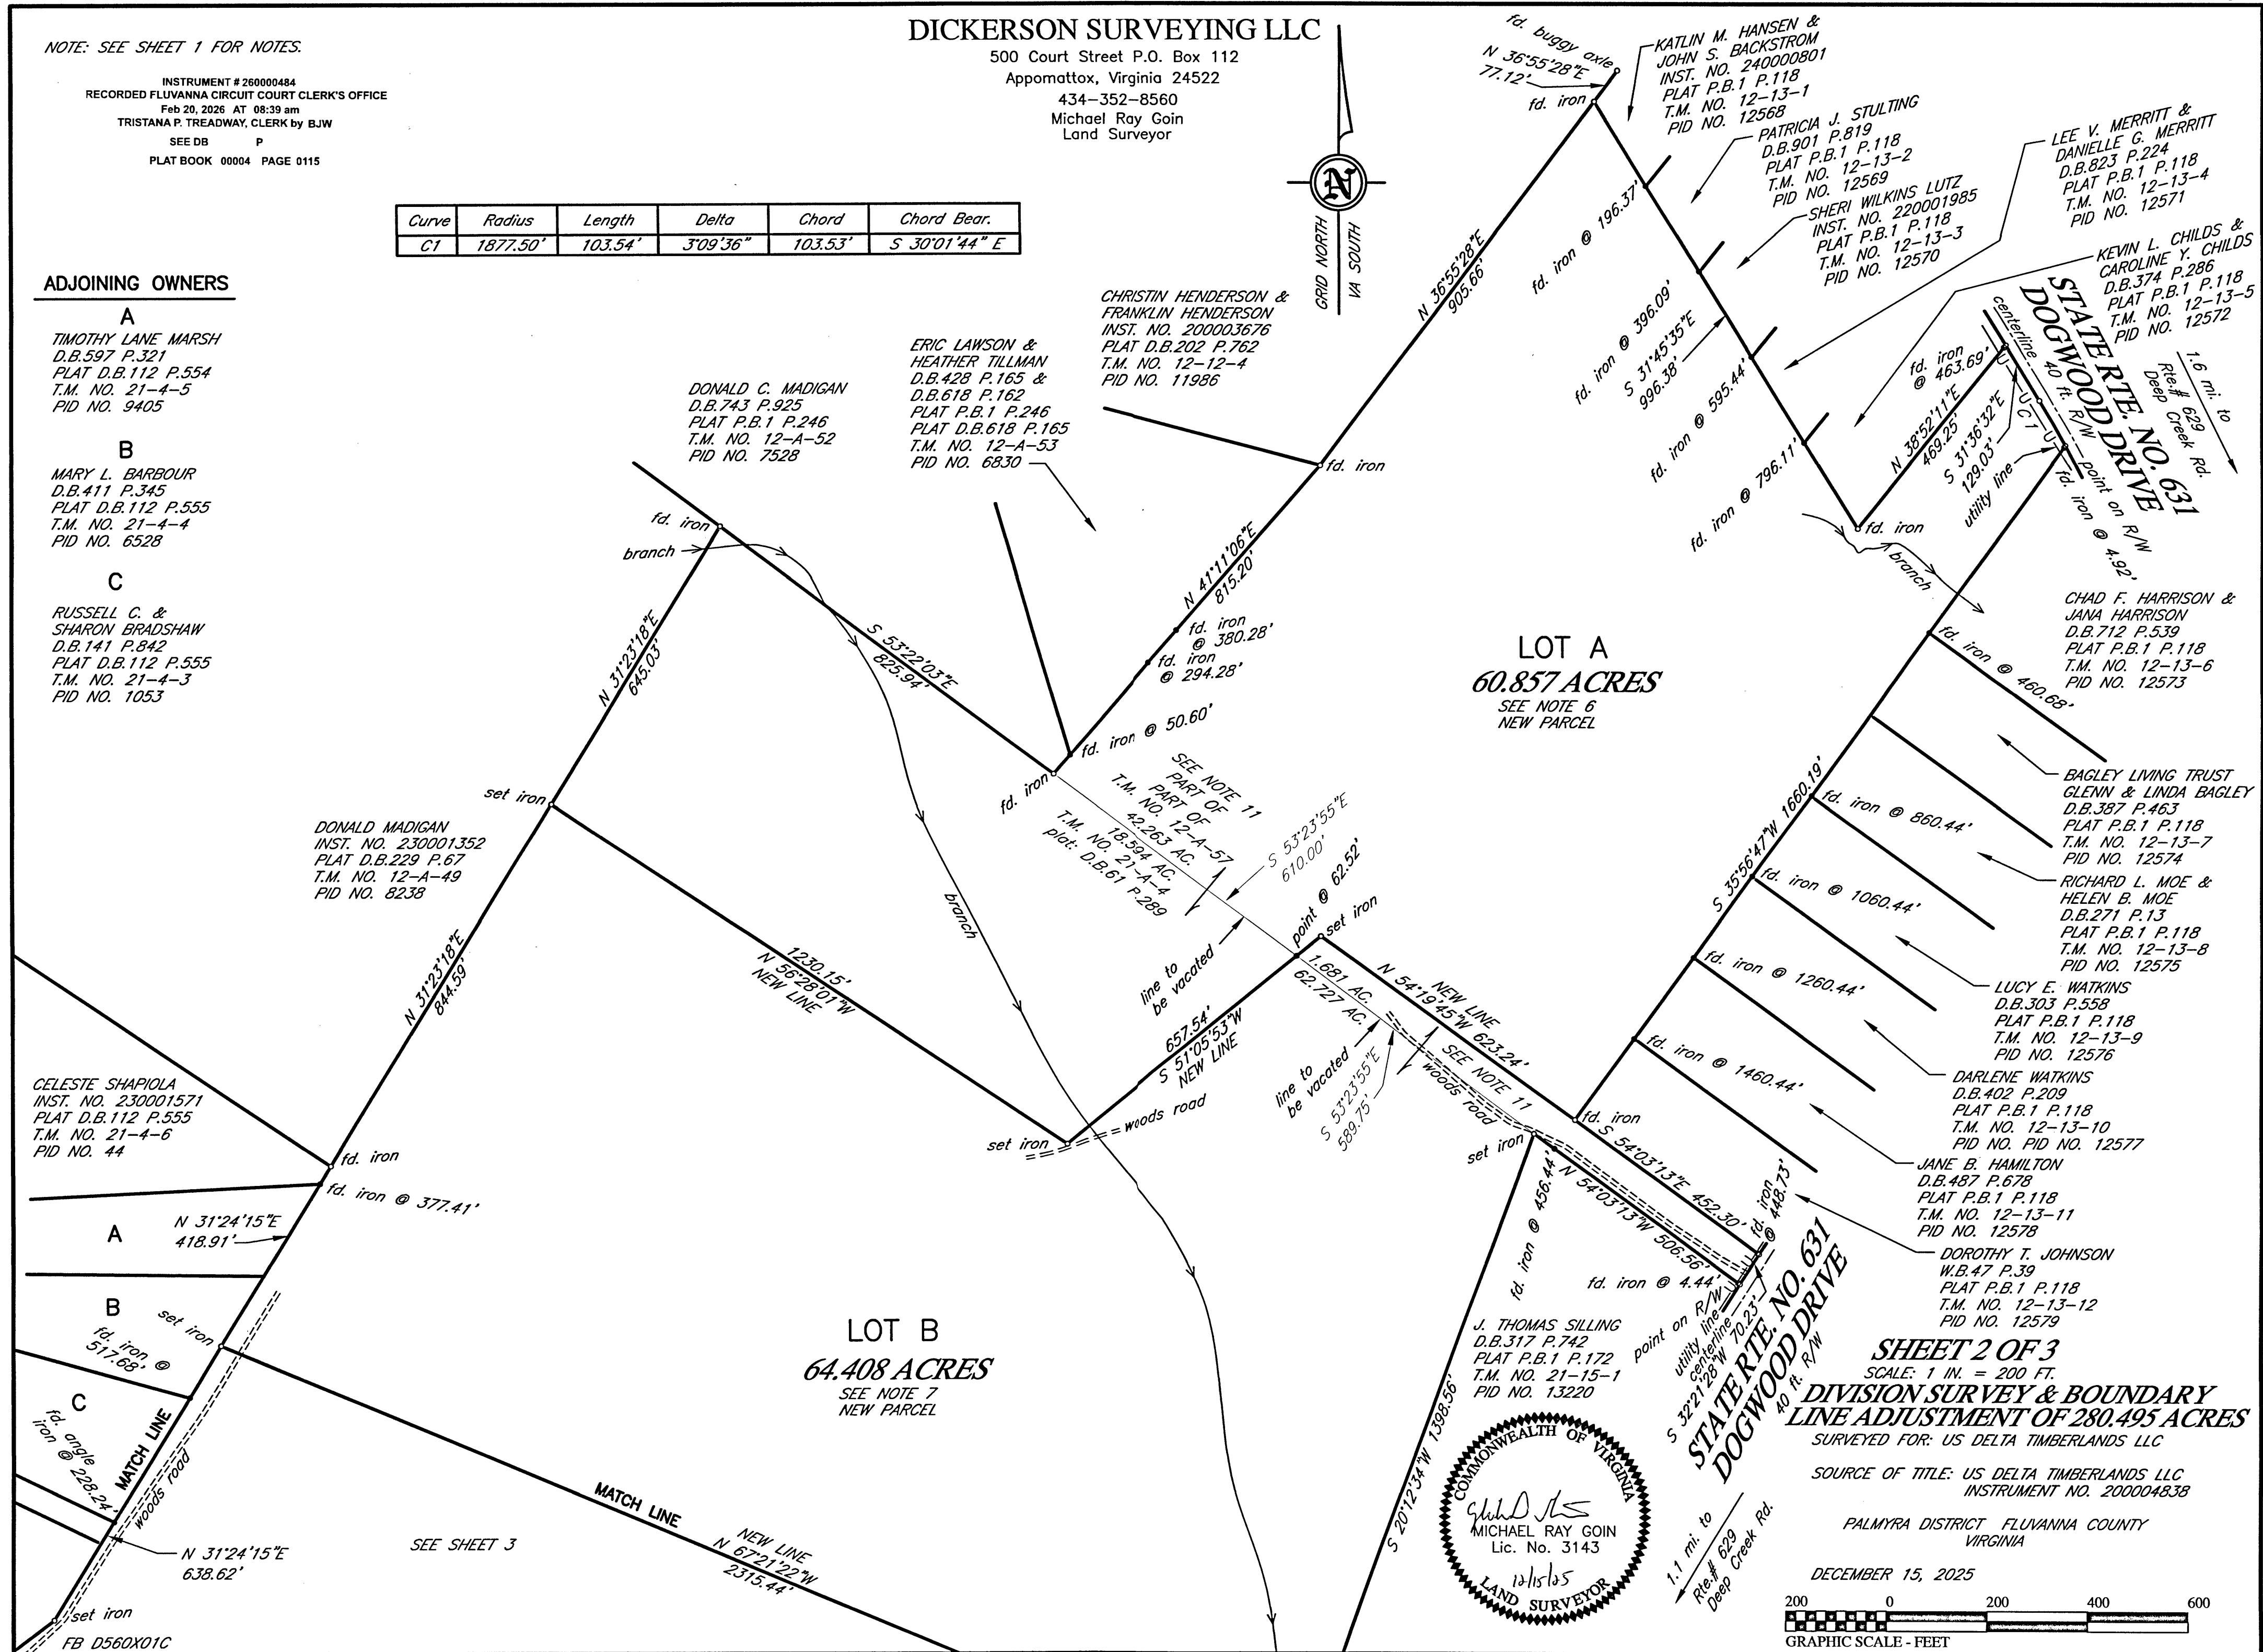 NOTE: SEE SHEET 1 FOR NOTES.
INSTRUMENT # 260000484
RECORDED FLUVANNA CIRCUIT COURT CLERK'S OFFICE
Feb 20, 2026 AT 08:39 am
TRISTANA P. TREADWAY, CLERK by BJW
SEE DB P
PLAT BOOK 00004 PAGE 0115
DICKERSON SURVEYING LLC
500 Court Street P.O. Box 112
Appomattox, Virginia 24522
434-352-8560
Michael Ray Goin
Land Surveyor
Curve Radius Length Delta Chord Chord Bear.
C1 1877.50' 103.54' 3°09'36" 103.53' S 30°01'44" E
N
GRID NORTH
VA SOUTH
ADJOINING OWNERS
A
TIMOTHY LANE MARSH
D.B.597 P.321
PLAT D.B.112 P.554
T.M. NO. 21-4-5
PID NO. 9405
B
MARY L. BARBOUR
D.B.411 P.345
PLAT D.B.112 P.555
T.M. NO. 21-4-4
PID NO. 6528
C
RUSSELL C. &
SHARON BRADSHAW
D.B.141 P.842
PLAT D.B.112 P.555
T.M. NO. 21-4-3
PID NO. 1053
DONALD C. MADIGAN
D.B.743 P.925
PLAT P.B.1 P.246
T.M. NO. 12-A-52
PID NO. 7528
ERIC LAWSON &
HEATHER TILLMAN
D.B.428 P.165 &
D.B.618 P.162
PLAT P.B.1 P.246
PLAT D.B.618 P.165
T.M. NO. 12-A-53
PID NO. 6830
CHRISTIN HENDERSON &
FRANKLIN HENDERSON
INST. NO. 200003676
PLAT D.B.202 P.762
T.M. NO. 12-12-4
PID NO. 11986
fd. buggy axle
N 36°55'28"E
77.12'
fd. iron
KATLIN M. HANSEN &
JOHN S. BACKSTROM
INST. NO. 240000801
PLAT P.B.1 P.118
T.M. NO. 12-13-1
PID NO. 12568
PATRICIA J. STULTING
D.B.901 P.819
PLAT P.B.1 P.118
T.M. NO. 12-13-2
PID NO. 12569
SHERI WILKINS LUTZ
INST. NO. 220001985
PLAT P.B.1 P.118
T.M. NO. 12-13-3
PID NO. 12570
LEE V. MERRITT &
DANIELLE G. MERRITT
D.B.823 P.224
PLAT P.B.1 P.118
T.M. NO. 12-13-4
PID NO. 12571
KEVIN L. CHILDS &
CAROLINE Y. CHILDS
D.B.374 P.286
PLAT P.B.1 P.118
T.M. NO. 12-13-5
PID NO. 12572
N 36°55'28"E
905.66'
fd. iron @ 196.37'
fd. iron @ 396.09'
S 31°45'35"E
996.38'
fd. iron @ 595.44'
fd. iron @ 796.11'
fd. iron
@ 463.69'
N 38°52'11"E
469.25'
S 31°36'32"E
129.03'
utility line
centerline
40 ft. R/W
U U C1 U
STATE RTE. NO. 631
DOGWOOD DRIVE
1.6 mi. to
Rte.# 629
Deep Creek Rd.
point on R/W
fd. iron @ 4.92'
fd. iron
branch
fd. iron
fd. iron
branch
N 31°23'18"E
645.03'
S 53°22'03"E
825.94'
N 41°11'06"E
815.20'
fd. iron
@ 380.28'
fd. iron
@ 294.28'
fd. iron @ 50.60'
fd. iron
LOT A
60.857 ACRES
SEE NOTE 6
NEW PARCEL
CHAD F. HARRISON &
JANA HARRISON
D.B.712 P.539
PLAT P.B.1 P.118
T.M. NO. 12-13-6
PID NO. 12573
fd. iron @ 460.68'
BAGLEY LIVING TRUST
GLENN & LINDA BAGLEY
D.B.387 P.463
PLAT P.B.1 P.118
T.M. NO. 12-13-7
PID NO. 12574
S 35°56'47"W 1660.19'
fd. iron @ 860.44'
RICHARD L. MOE &
HELEN B. MOE
D.B.271 P.13
PLAT P.B.1 P.118
T.M. NO. 12-13-8
PID NO. 12575
fd. iron @ 1060.44'
LUCY E. WATKINS
D.B.303 P.558
PLAT P.B.1 P.118
T.M. NO. 12-13-9
PID NO. 12576
fd. iron @ 1260.44'
DARLENE WATKINS
D.B.402 P.209
PLAT P.B.1 P.118
T.M. NO. 12-13-10
PID NO. PID NO. 12577
fd. iron @ 1460.44'
JANE B. HAMILTON
D.B.487 P.678
PLAT P.B.1 P.118
T.M. NO. 12-13-11
PID NO. 12578
DOROTHY T. JOHNSON
W.B.47 P.39
PLAT P.B.1 P.118
T.M. NO. 12-13-12
PID NO. 12579
SEE NOTE 11
PART OF
PART OF
T.M. NO. 12-A-57
42.263 AC.
18.594 AC.
T.M. NO. 21-A-4
plat: D.B.61 P.289
S 53°23'55"E
610.00'
point @ 62.52'
set iron
line to
be vacated
1.681 AC.
62.727 AC.
NEW LINE
N 54°19'45"W 623.24'
SEE NOTE 11
woods road
line to
be vacated
S 53°23'55"E
589.75'
657.54'
S 51°05'53"W
NEW LINE
woods road
set iron
set iron
DONALD MADIGAN
INST. NO. 230001352
PLAT D.B.229 P.67
T.M. NO. 12-A-49
PID NO. 8238
N 31°23'18"E
844.59'
1230.15'
N 56°28'01"W
NEW LINE
branch
CELESTE SHAPIOLA
INST. NO. 230001571
PLAT D.B.112 P.555
T.M. NO. 21-4-6
PID NO. 44
fd. iron
fd. iron @ 377.41'
A
N 31°24'15"E
418.91'
B
set iron
fd. iron @
517.68'
C
fd. angle
iron @ 228.24'
MATCH LINE
woods road
N 31°24'15"E
638.62'
set iron
FB D560X01C
SEE SHEET 3
MATCH LINE
NEW LINE
N 67°21'22"W
2315.44'
LOT B
64.408 ACRES
SEE NOTE 7
NEW PARCEL
set iron
fd. iron
S 54°03'13"E 452.30'
N 54°03'13"W 506.56'
fd. iron @ 456.44'
fd. iron
@ 448.73'
fd. iron @ 4.44'
point on R/W
utility line
centerline
S 32°21'28"W 70.23'
STATE RTE. NO. 631
DOGWOOD DRIVE
40 ft. R/W
1.1 mi. to
Rte.# 629
Deep Creek Rd.
J. THOMAS SILLING
D.B.317 P.742
PLAT P.B.1 P.172
T.M. NO. 21-15-1
PID NO. 13220
S 20°12'34"W 1398.56'
COMMONWEALTH OF VIRGINIA
MICHAEL RAY GOIN
Lic. No. 3143
12/15/25
LAND SURVEYOR
SHEET 2 OF 3
SCALE: 1 IN. = 200 FT.
DIVISION SURVEY & BOUNDARY
LINE ADJUSTMENT OF 280.495 ACRES
SURVEYED FOR: US DELTA TIMBERLANDS LLC
SOURCE OF TITLE: US DELTA TIMBERLANDS LLC
INSTRUMENT NO. 200004838
PALMYRA DISTRICT FLUVANNA COUNTY
VIRGINIA
DECEMBER 15, 2025
200 0 200 400 600
GRAPHIC SCALE - FEET